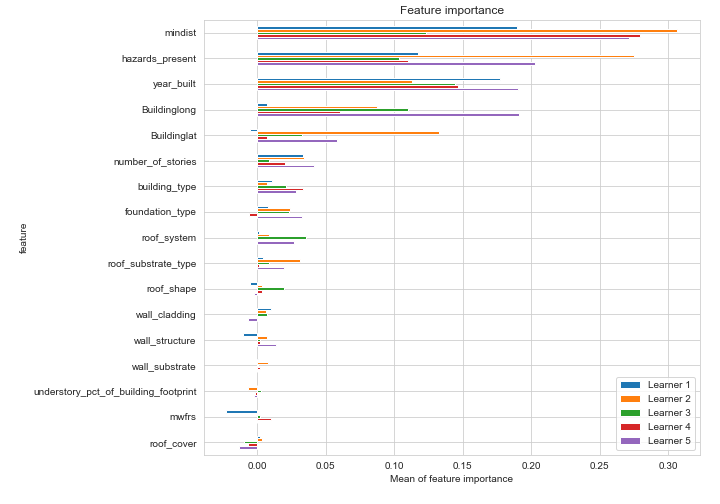 Feature importance
feature
mindist
hazards_present
year_built
Buildinglong
Buildinglat
number_of_stories
building_type
foundation_type
roof_system
roof_substrate_type
roof_shape
wall_cladding
wall_structure
wall_substrate
understory_pct_of_building_footprint
mwfrs
roof_cover
Learner 1
Learner 2
Learner 3
Learner 4
Learner 5
0.00 0.05 0.10 0.15 0.20 0.25 0.30
Mean of feature importance